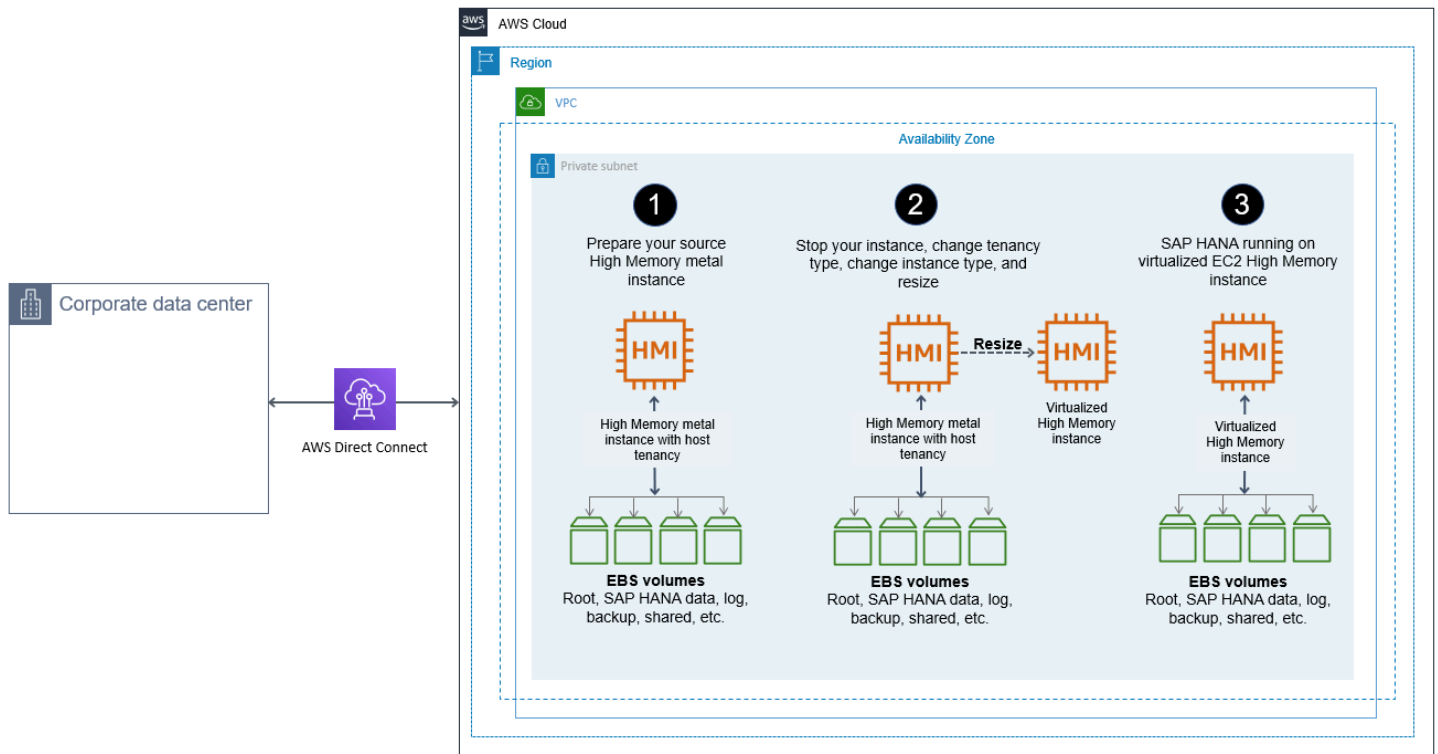 aws
AWS Cloud
Region
VPC
Availability Zone
Private subnet
1
Prepare your source
High Memory metal
instance
HMI
High Memory metal
instance with host
tenancy
EBS volumes
Root, SAP HANA data, log,
backup, shared, etc.
2
Stop your instance, change tenancy
type, change instance type, and
resize
HMI
Resize
HMI
High Memory metal
instance with host
tenancy
Virtualized
High Memory
instance
EBS volumes
Root, SAP HANA data, log,
backup, shared, etc.
3
SAP HANA running on
virtualized EC2 High Memory
instance
HMI
Virtualized
High Memory
instance
EBS volumes
Root, SAP HANA data, log,
backup, shared, etc.
Corporate data center
AWS Direct Connect